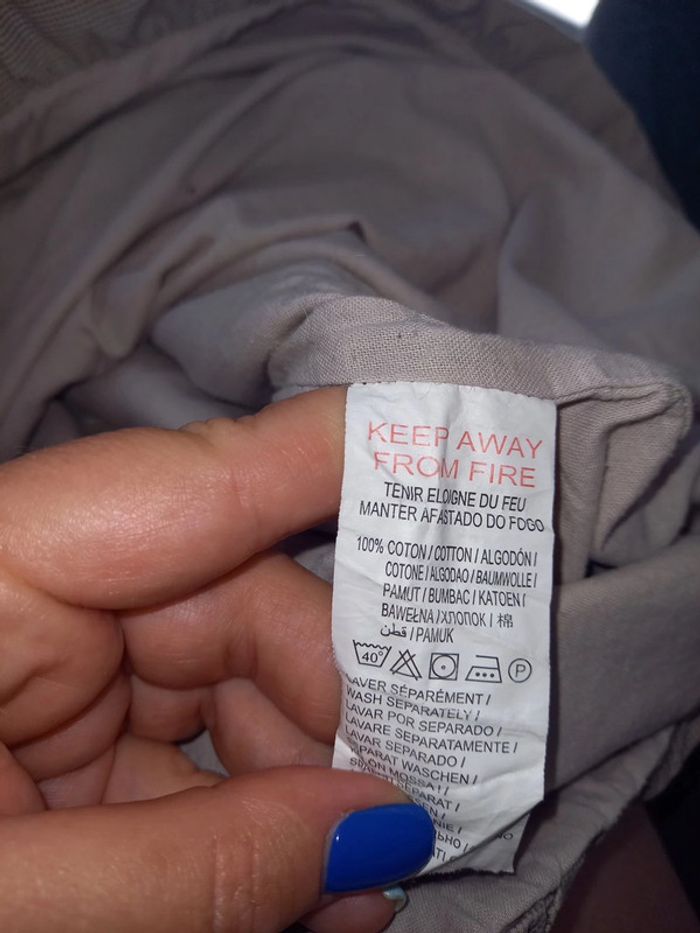 KEEP AWAY
FROM FIRE
TENIR ELOIGNE DU FEU
MANTER AFASTADO DO FOGO
100% COTON / COTTON / ALGODÓN /
COTONE / ALGODAO / BAUMWOLLE /
PAMUT / BUMBAC / KATOEN /
BAWEŁNA / ХЛОПОК / 棉
قطن / PAMUK
40° P
LAVER SÉPARÉMENT /
WASH SEPARATELY /
LAVAR POR SEPARADO /
LAVARE SEPARATAMENTE /
LAVAR SEPARADO /
SEPARAT WASCHEN /
MOSSA! /
SEPARAT /